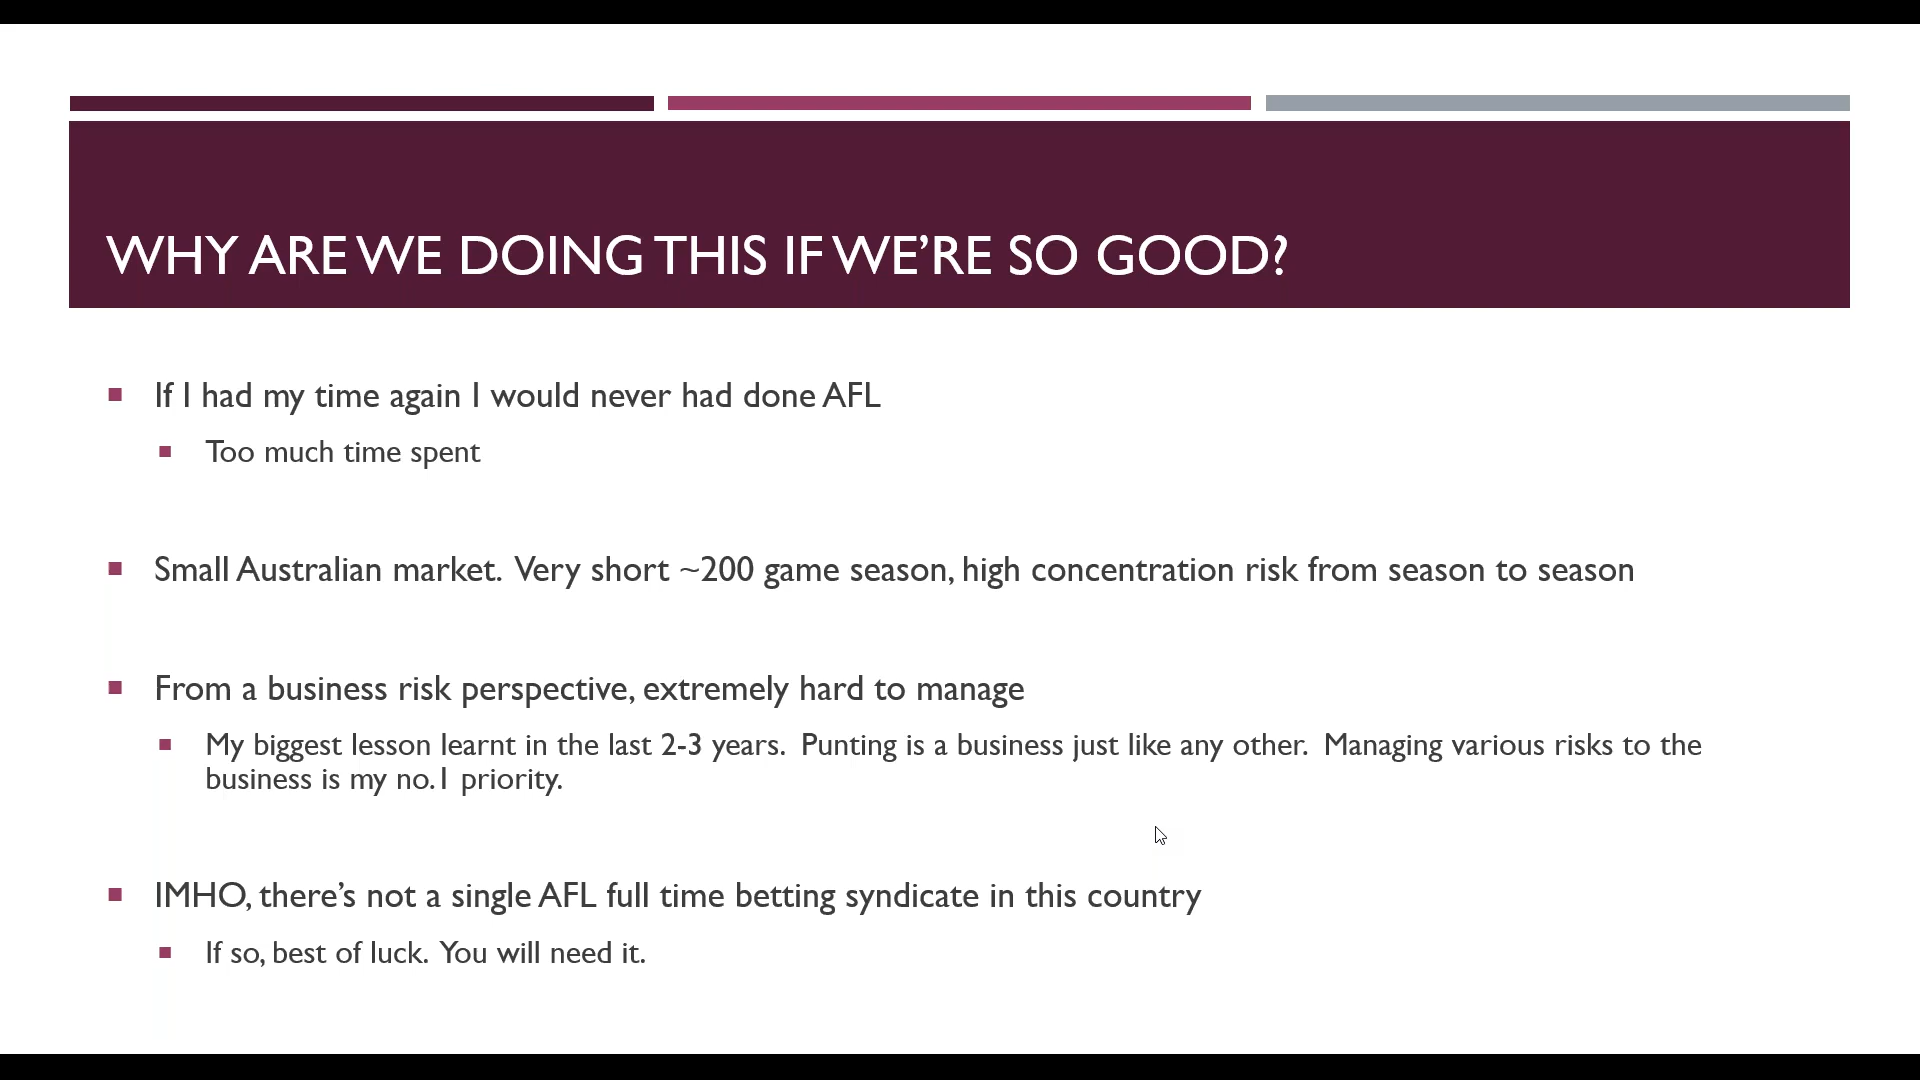 WHY ARE WE DOING THIS IF WE’RE SO GOOD?
If I had my time again I would never had done AFL
Too much time spent
Small Australian market. Very short ~200 game season, high concentration risk from season to season
From a business risk perspective, extremely hard to manage
My biggest lesson learnt in the last 2-3 years. Punting is a business just like any other. Managing various risks to the
business is my no.1 priority.
IMHO, there’s not a single AFL full time betting syndicate in this country
If so, best of luck. You will need it.